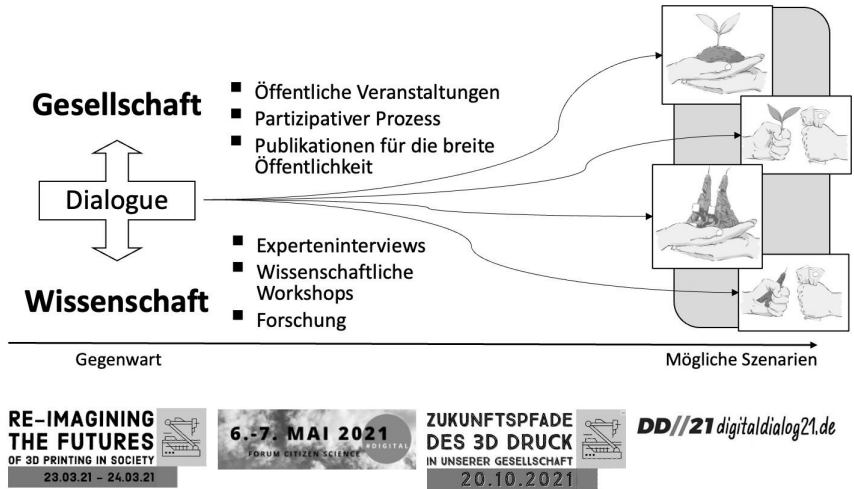 Gesellschaft
■ Öffentliche Veranstaltungen
■ Partizipativer Prozess
■ Publikationen für die breite
Öffentlichkeit
Dialogue
Wissenschaft
■ Experteninterviews
■ Wissenschaftliche
Workshops
■ Forschung
Gegenwart
Mögliche Szenarien
RE-IMAGINING
THE FUTURES
OF 3D PRINTING IN SOCIETY
23.03.21 – 24.03.21
6.-7. MAI 2021
#DIGITAL
FORUM CITIZEN SCIENCE
ZUKUNFTSPFADE
DES 3D DRUCK
IN UNSERER GESELLSCHAFT
20.10.2021
DD//21 digitaldialog21.de